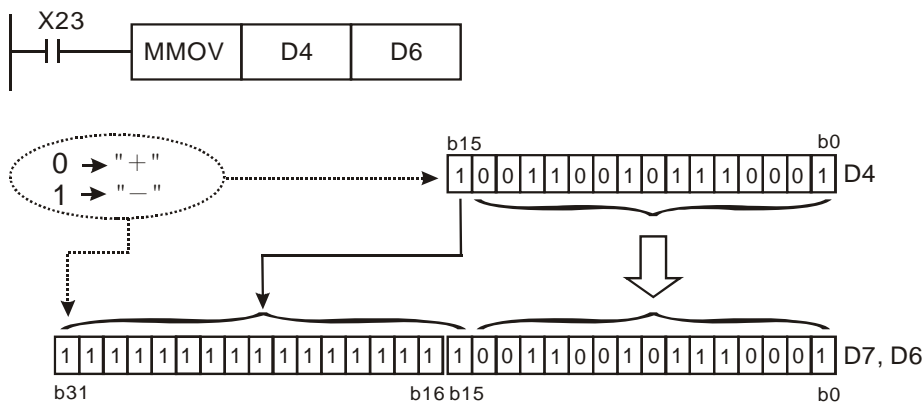 X23
MMOV D4 D6
0 → "+"
1 → "−"
b15 b0
1 0 0 1 1 0 0 1 0 1 1 1 0 0 0 1 D4
1 1 1 1 1 1 1 1 1 1 1 1 1 1 1 1 1 0 0 1 1 0 0 1 0 1 1 1 0 0 0 1 D7, D6
b31 b16 b15 b0